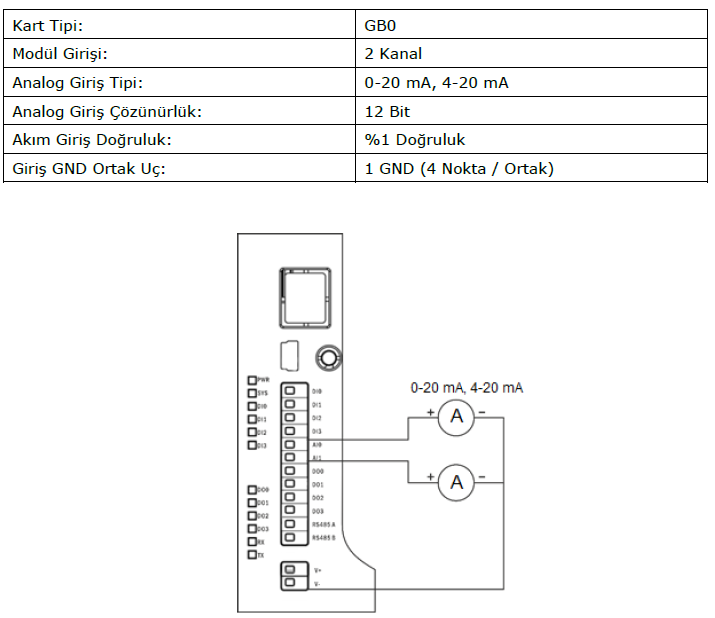 Kart Tipi: GB0
Modül Girişi: 2 Kanal
Analog Giriş Tipi: 0-20 mA, 4-20 mA
Analog Giriş Çözünürlük: 12 Bit
Akım Giriş Doğruluk: %1 Doğruluk
Giriş GND Ortak Uç: 1 GND (4 Nokta / Ortak)
PWR
SYS
DI0
DI1
DI2
DI3
DO0
DO1
DO2
DO3
RX
TX
DI0
DI1
DI2
DI3
AI0
AI1
DO0
DO1
DO2
DO3
RS485 A
RS485 B
V+
V-
0-20 mA, 4-20 mA
+ A -
+ A -